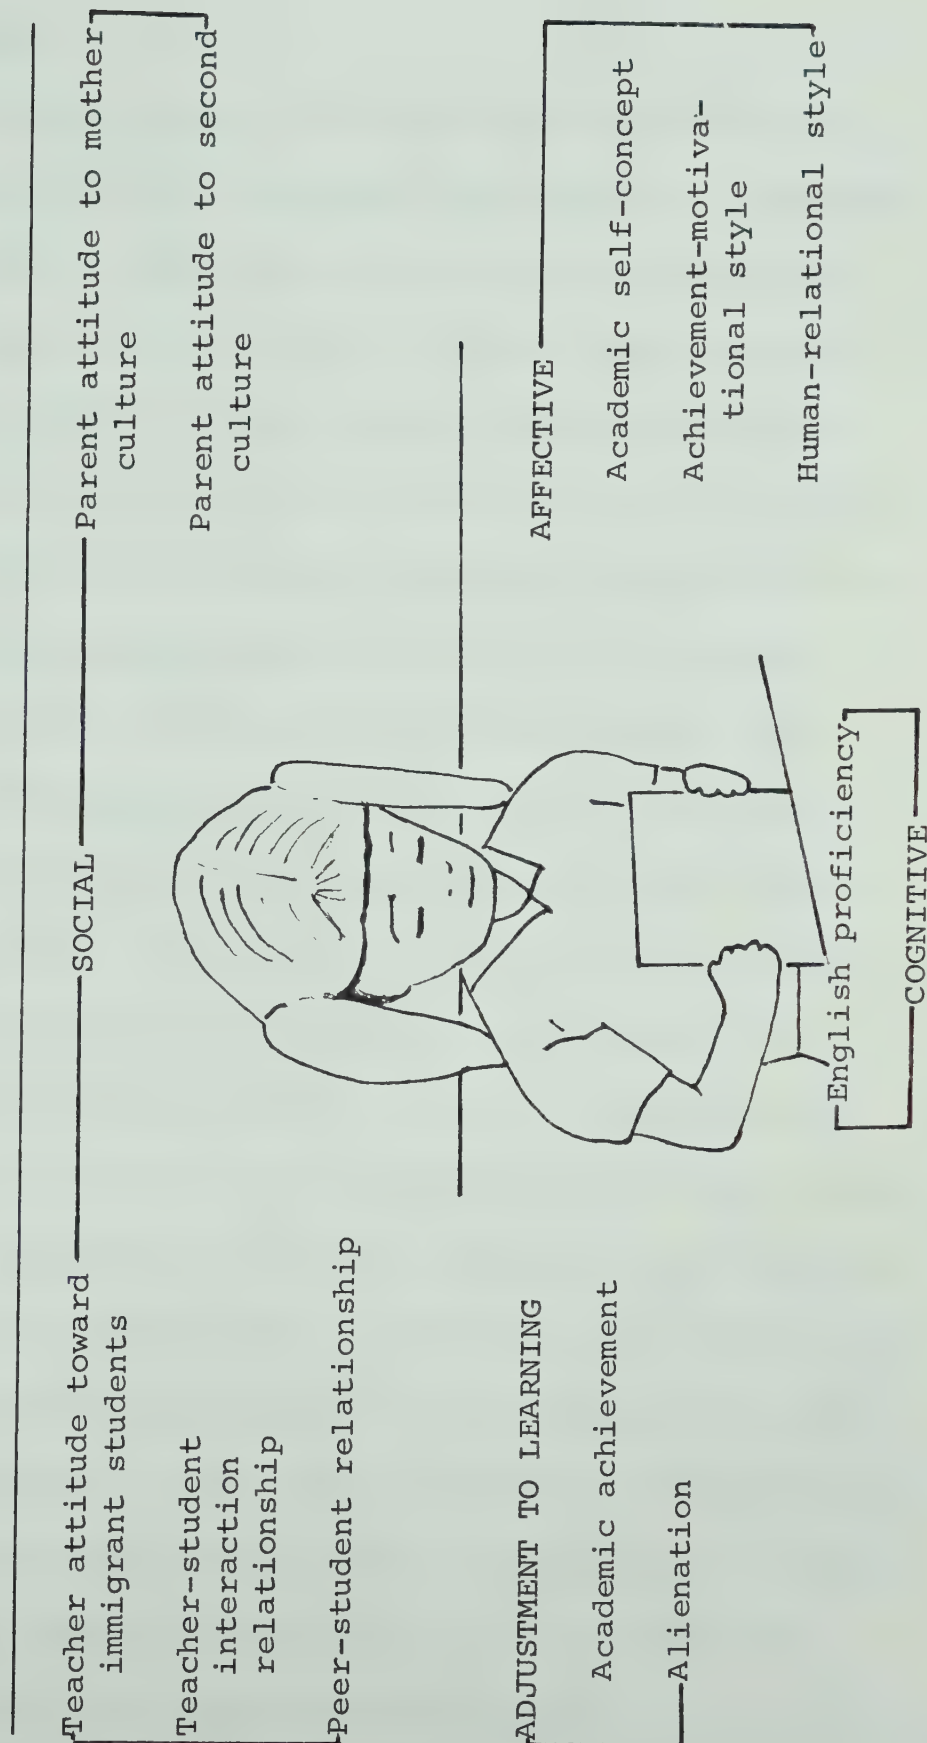 Teacher attitude toward
immigrant students
Teacher-student
interaction
relationship
Peer-student relationship
SOCIAL
Parent attitude to mother
culture
Parent attitude to second
culture
ADJUSTMENT TO LEARNING
Academic achievement
Alienation
English proficiency
COGNITIVE
AFFECTIVE
Academic self-concept
Achievement-motiva-
tional style
Human-relational style